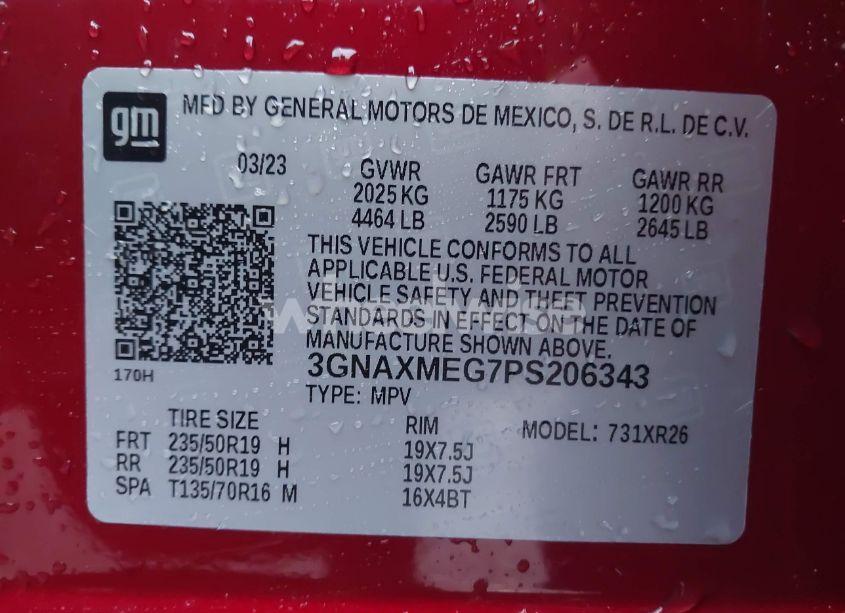 gm
MFD BY GENERAL MOTORS DE MEXICO, S. DE R.L. DE C.V.
03/23
GVWR GAWR FRT GAWR RR
2025 KG 1175 KG 1200 KG
4464 LB 2590 LB 2645 LB
THIS VEHICLE CONFORMS TO ALL
APPLICABLE U.S. FEDERAL MOTOR
VEHICLE SAFETY AND THEFT PREVENTION
STANDARDS IN EFFECT ON THE DATE OF
MANUFACTURE SHOWN ABOVE.
170H
3GNAXMEG7PS206343
TYPE: MPV
TIRE SIZE RIM MODEL: 731XR26
FRT 235/50R19 H 19X7.5J
RR 235/50R19 H 19X7.5J
SPA T135/70R16 M 16X4BT